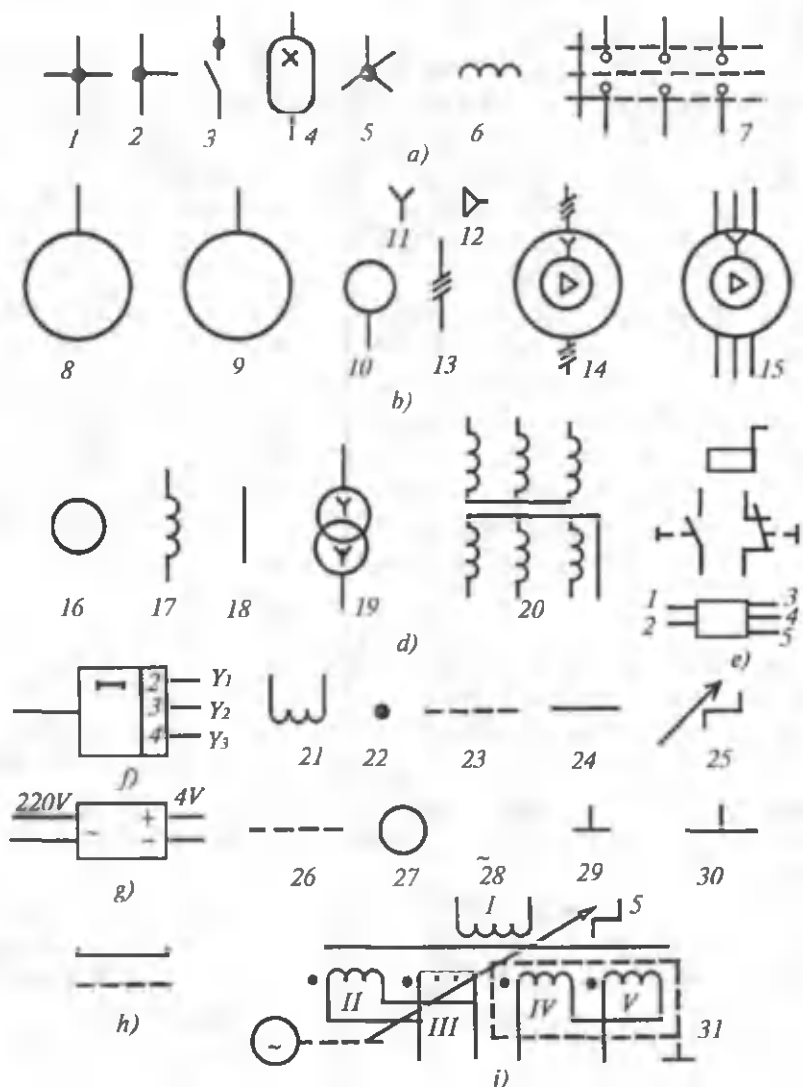 1 2 3 4 5 6 7
a)
11 12
8 9 10 13 14 15
b)
16 17 18 19 20
d)
1 3
2 4
5
e)
2 Y1
3 Y2
4 Y3
f)
21 22 23 24 25
220V 4V
~ + −
g)
26 27 ~28 29 30
I 5
h)
II III IV V 31
~
i)